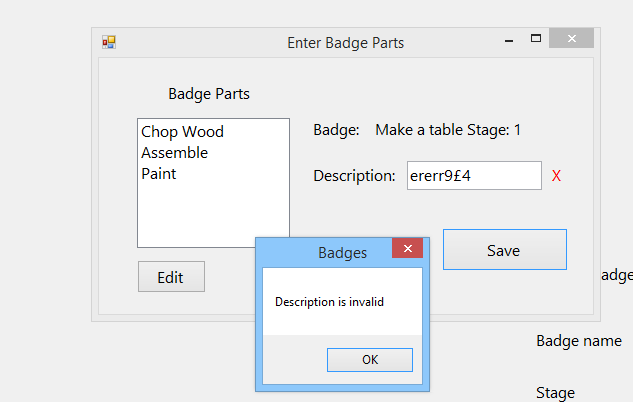 Enter Badge Parts
Badge Parts
Chop Wood
Assemble
Paint
Badge: Make a table Stage: 1
Description: ererr9£4 X
Save
Edit
Badges
Description is invalid
OK
adge
Badge name
Stage